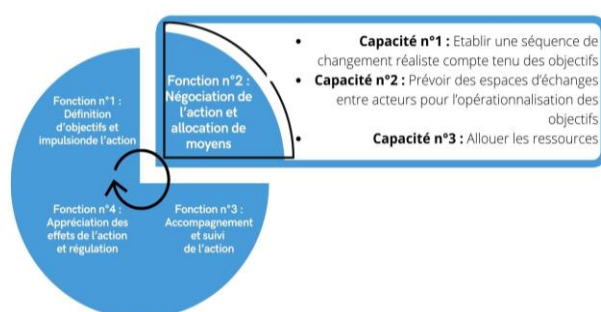 Fonction n°1 :
Définition
d'objectifs et
impulsionde l'action
Fonction n°2 :
Négociation de
l'action et
allocation de
moyens
Fonction n°3 :
Accompagnement
et suivi
de l'action
Fonction n°4 :
Appréciation des
effets de l'action
et régulation
• Capacité n°1 : Etablir une séquence de
changement réaliste compte tenu des objectifs
• Capacité n°2 : Prévoir des espaces d'échanges
entre acteurs pour l'opérationnalisation des
objectifs
• Capacité n°3 : Allouer les ressources